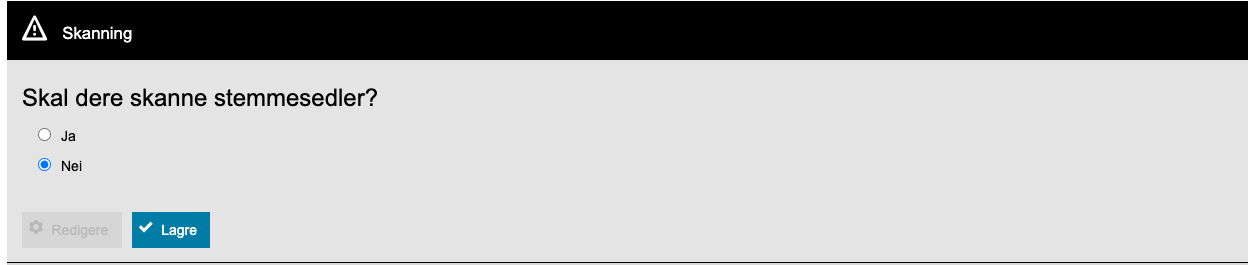 Skanning
Skal dere skanne stemmesedler?
Ja
Nei
Redigere Lagre